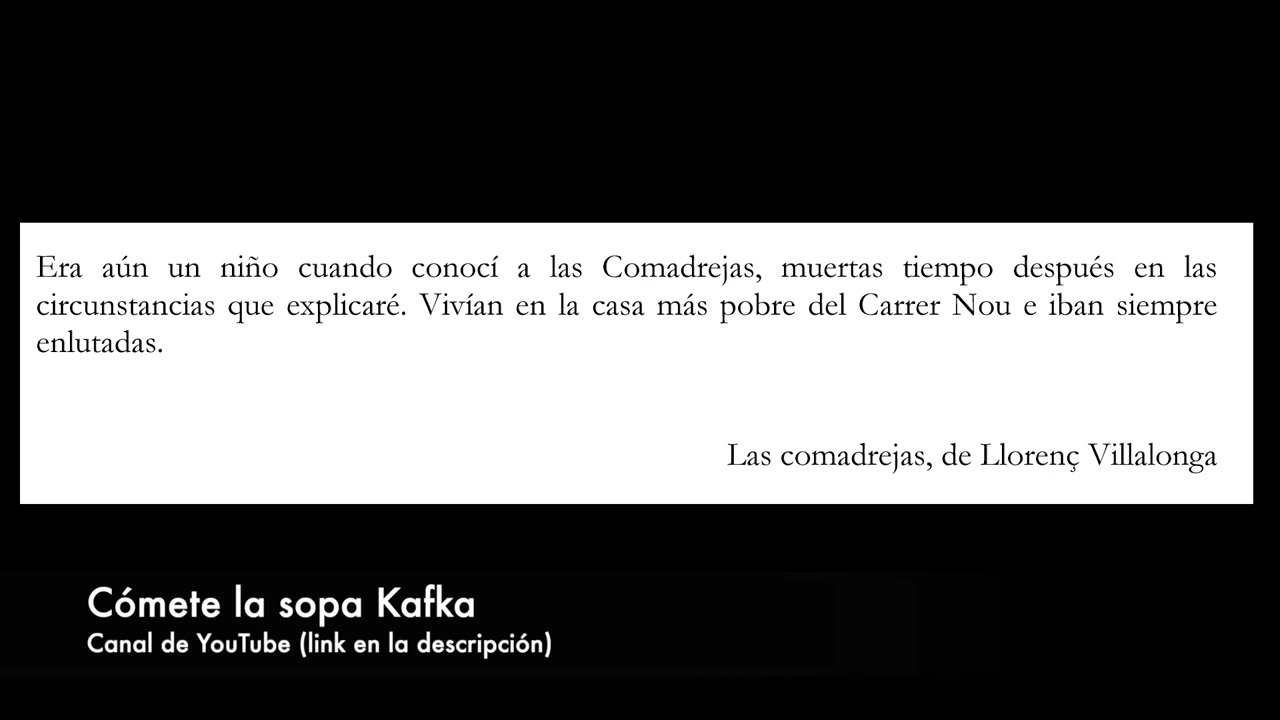 Era aún un niño cuando conocí a las Comadrejas, muertas tiempo después en las
circunstancias que explicaré. Vivían en la casa más pobre del Carrer Nou e iban siempre
enlutadas.
Las comadrejas, de Llorenç Villalonga
Cómete la sopa Kafka
Canal de YouTube (link en la descripción)